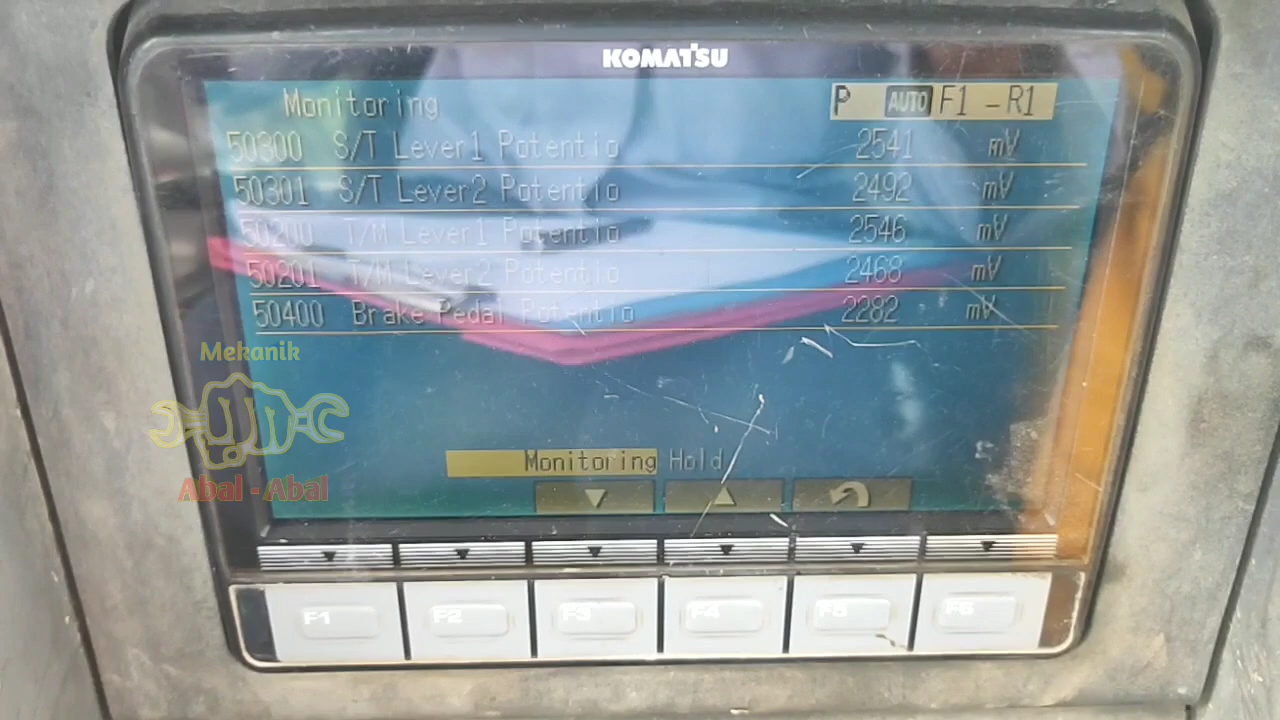 KOMATSU
Monitoring P AUTO F1 - R1
50300 S/T Lever1 Potentio 2541 mV
50301 S/T Lever2 Potentio 2492 mV
50200 T/M Lever1 Potentio 2546 mV
50201 T/M Lever2 Potentio 2468 mV
50400 Brake Pedal Potentio 2282 mV
Mekanik
Abal - Abal
Monitoring Hold
F1 F2 F3 F4 F5 F6